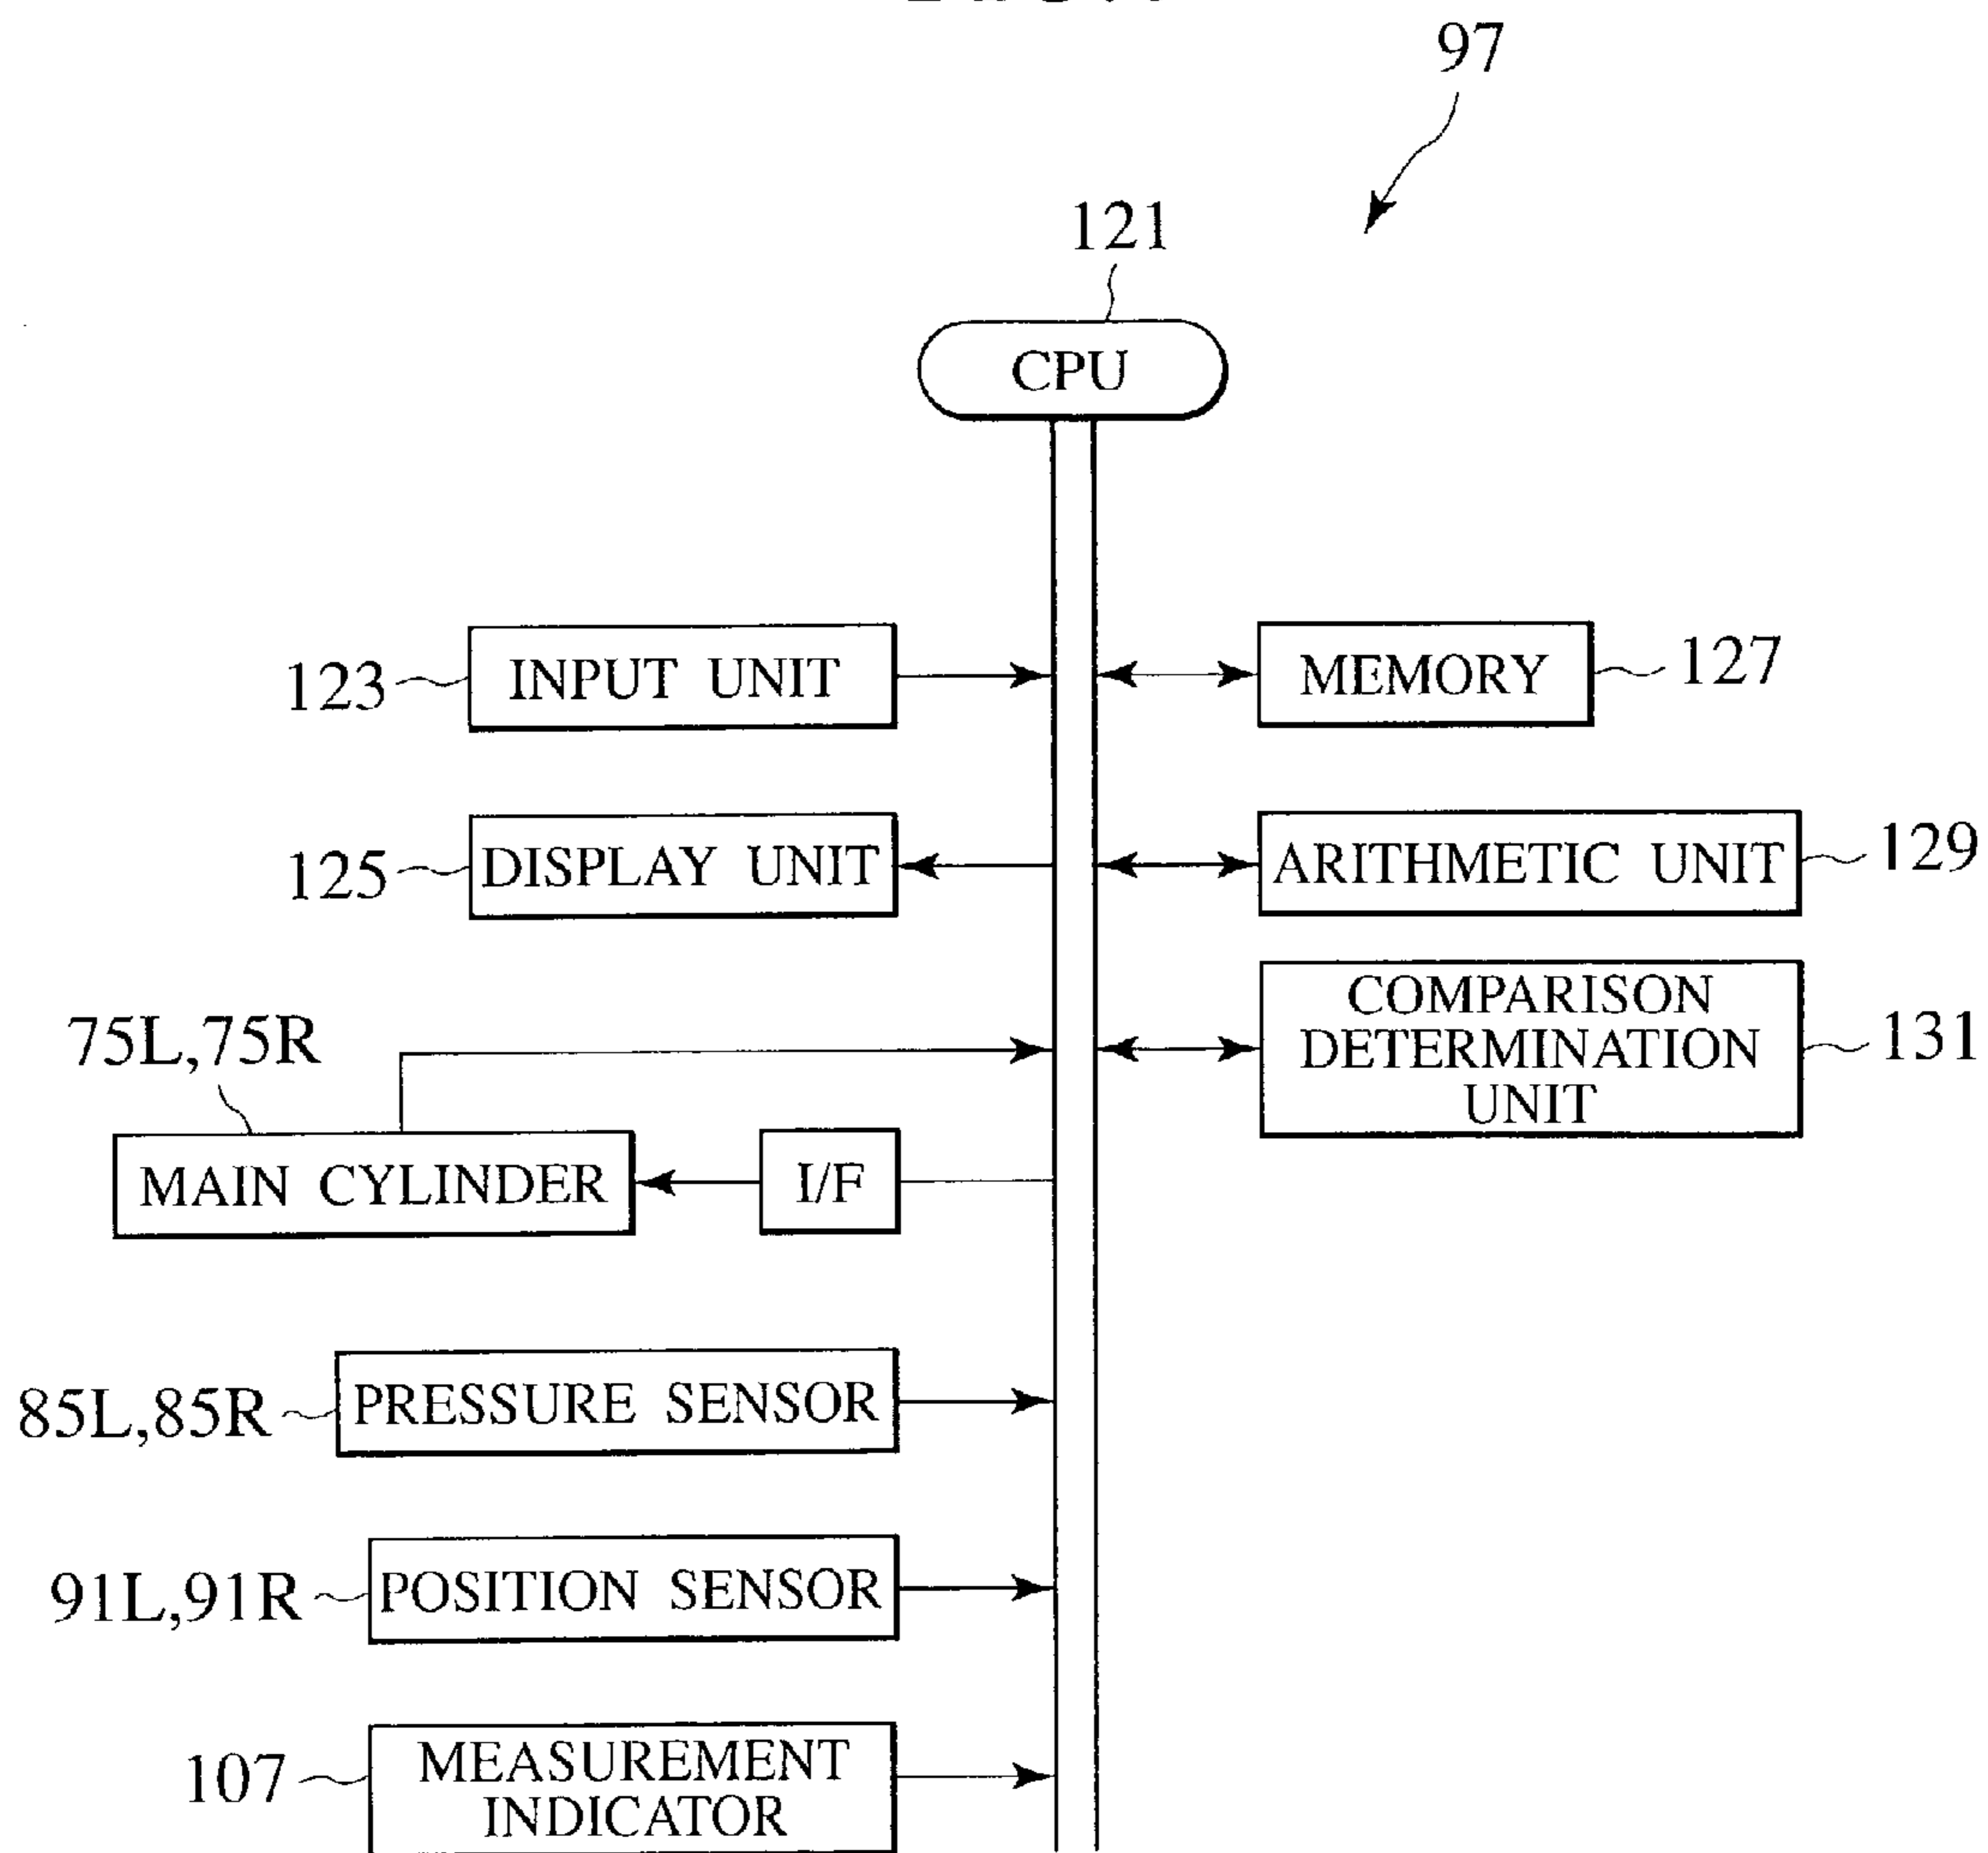 97
121
CPU
123 INPUT UNIT
MEMORY 127
125 DISPLAY UNIT
ARITHMETIC UNIT 129
75L,75R
COMPARISON
DETERMINATION
UNIT
131
MAIN CYLINDER
I/F
85L,85R PRESSURE SENSOR
91L,91R POSITION SENSOR
107
MEASUREMENT
INDICATOR